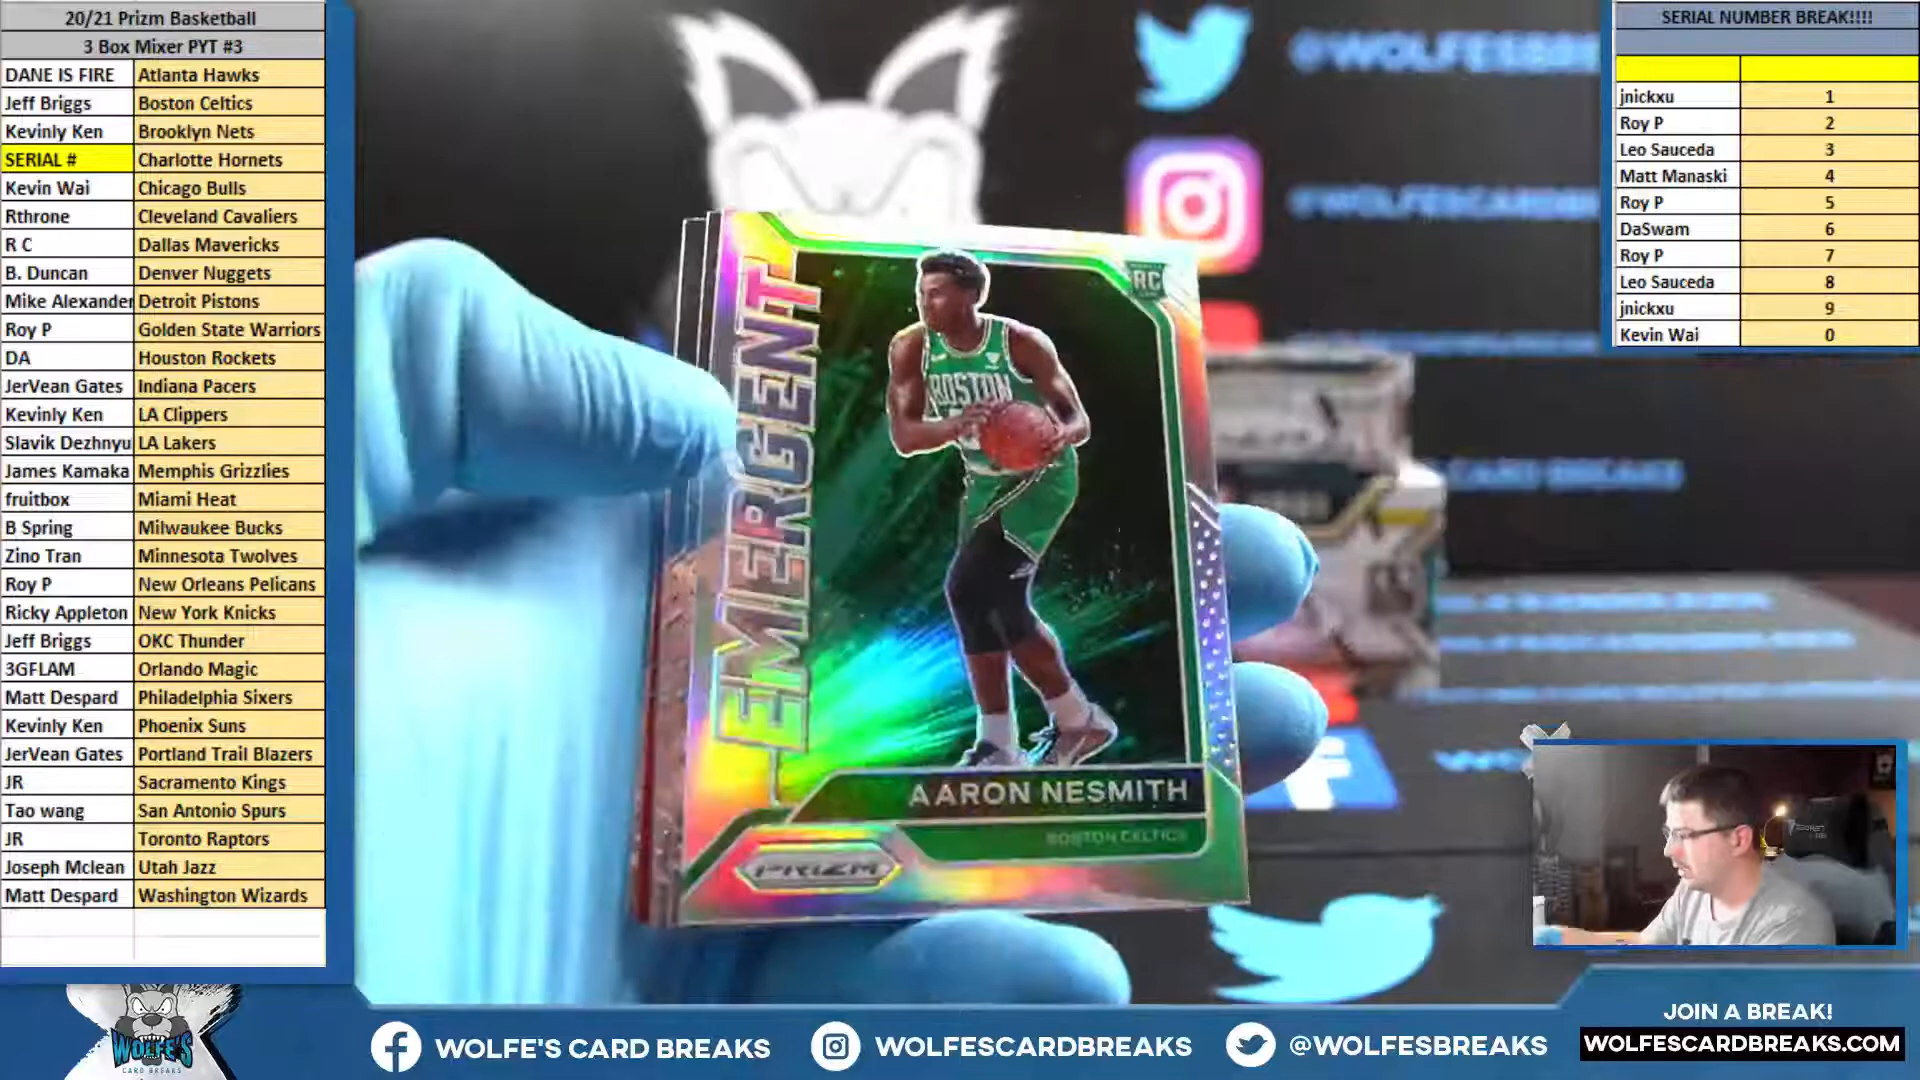 20/21 Prizm Basketball
3 Box Mixer PYT #3
DANE IS FIRE Atlanta Hawks
Jeff Briggs Boston Celtics
Kevinly Ken Brooklyn Nets
SERIAL # Charlotte Hornets
Kevin Wai Chicago Bulls
Rthrone Cleveland Cavaliers
R C Dallas Mavericks
B. Duncan Denver Nuggets
Mike Alexander Detroit Pistons
Roy P Golden State Warriors
DA Houston Rockets
JerVean Gates Indiana Pacers
Kevinly Ken LA Clippers
Slavik Dezhnyu LA Lakers
James Kamaka Memphis Grizzlies
fruitbox Miami Heat
B Spring Milwaukee Bucks
Zino Tran Minnesota Twolves
Roy P New Orleans Pelicans
Ricky Appleton New York Knicks
Jeff Briggs OKC Thunder
3GFLAM Orlando Magic
Matt Despard Philadelphia Sixers
Kevinly Ken Phoenix Suns
JerVean Gates Portland Trail Blazers
JR Sacramento Kings
Tao wang San Antonio Spurs
JR Toronto Raptors
Joseph Mclean Utah Jazz
Matt Despard Washington Wizards
@WOLFESBRE
@WOLFESCARDB
CARD BREAKS
RC
EMERGENT
BOSTON
AARON NESMITH
BOSTON CELTICS
PRIZM
SERIAL NUMBER BREAK!!!!
jnickxu 1
Roy P 2
Leo Sauceda 3
Matt Manaski 4
Roy P 5
DaSwam 6
Roy P 7
Leo Sauceda 8
jnickxu 9
Kevin Wai 0
WOLFE'S
CARD BREAKS
WOLFE'S CARD BREAKS
WOLFESCARDBREAKS
@WOLFESBREAKS
JOIN A BREAK!
WOLFESCARDBREAKS.COM